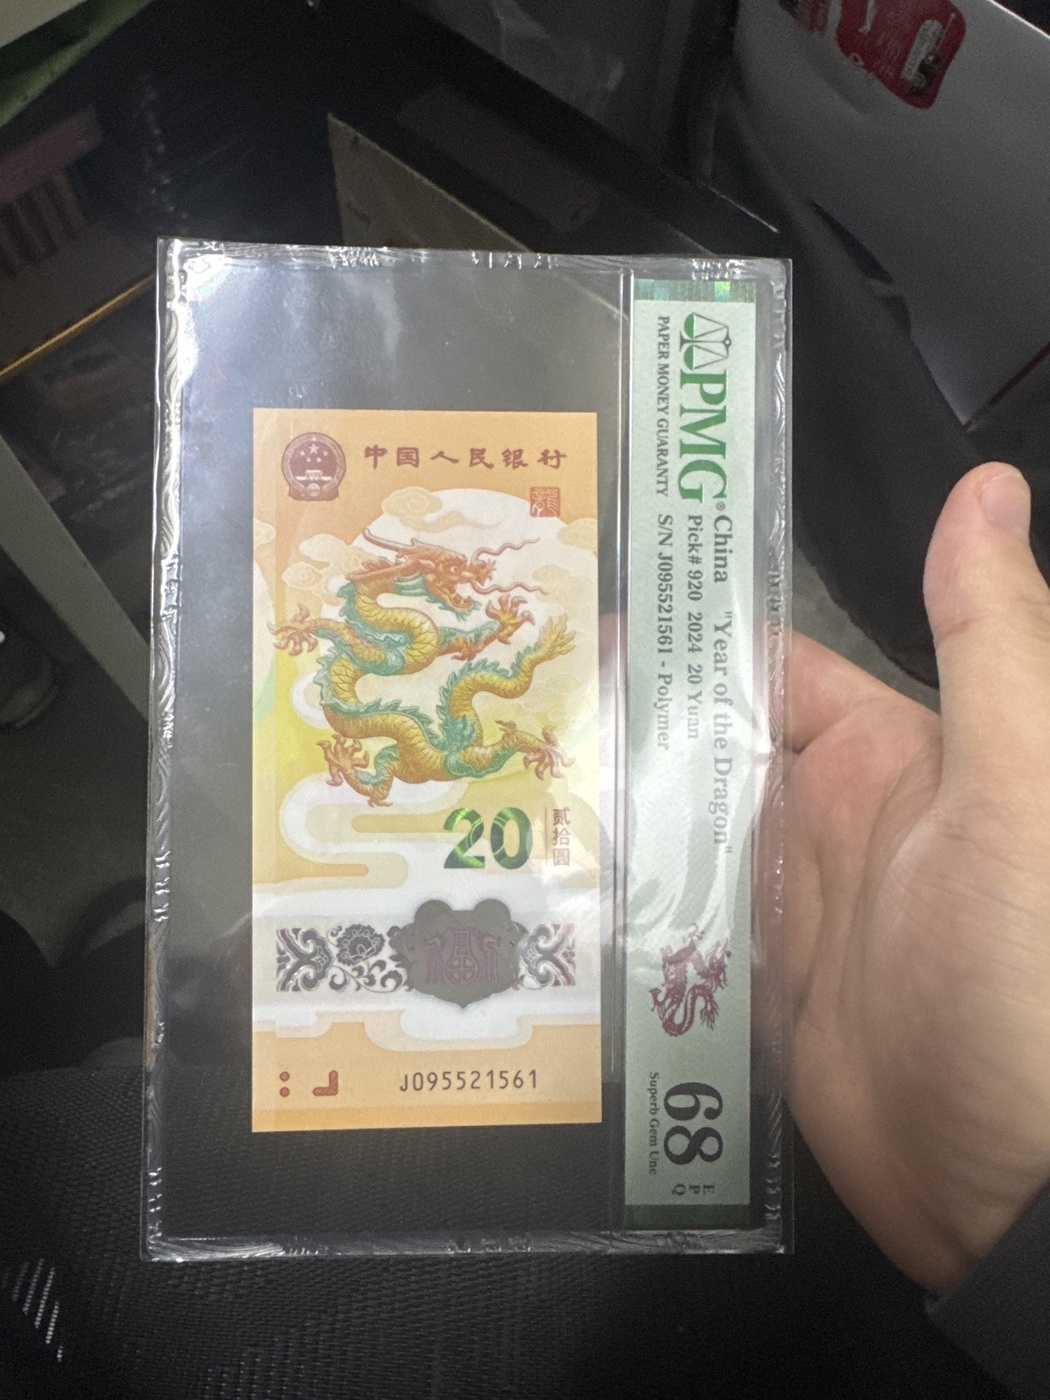 中国人民银行
龍
20
贰拾圆
J095521561
PMG®
PAPER MONEY GUARANTY
China "Year of the Dragon"
Pick# 920 2024 20 Yuan
S/N J095521561 - Polymer
68
EPQ
Superb Gem Unc